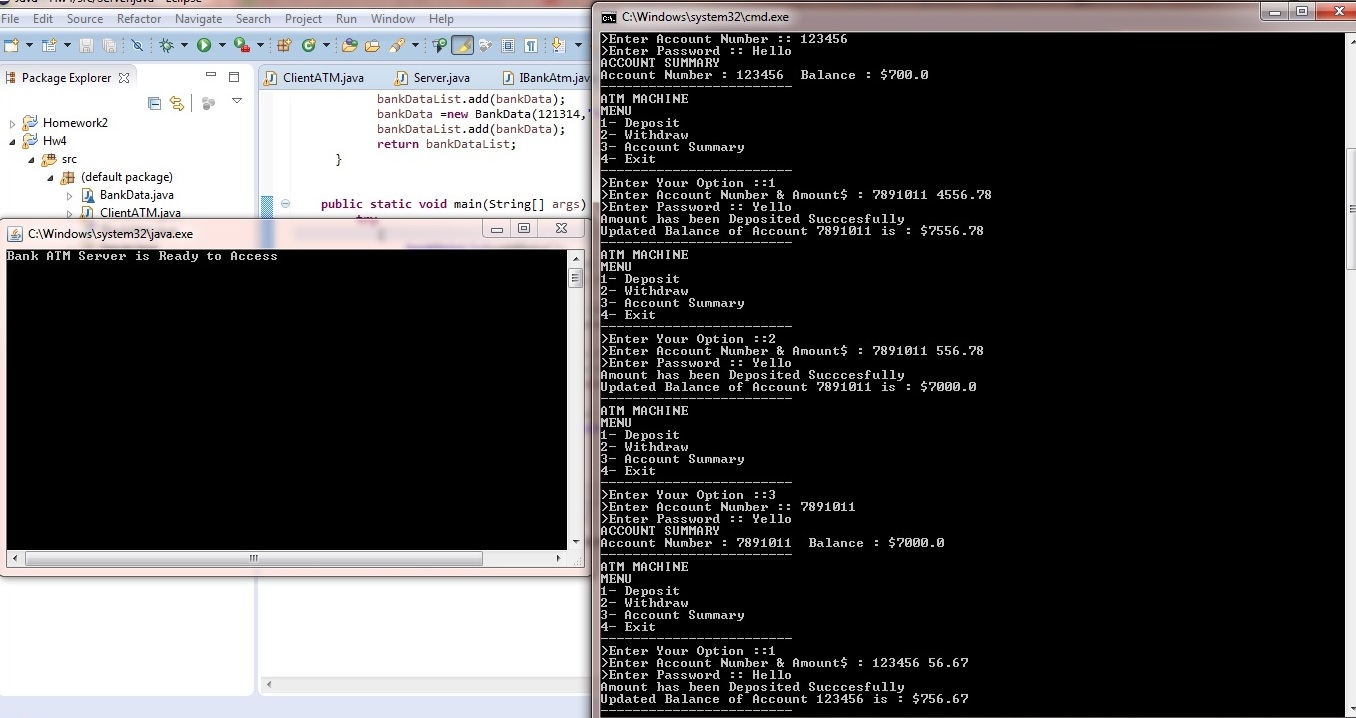 File Edit Source Refactor Navigate Search Project Run Window Help
Package Explorer
Homework2
Hw4
src
(default package)
BankData.java
ClientATM.java
ClientATM.java Server.java IBankAtm.jav
bankDataList.add(bankData);
bankData =new BankData(121314,
bankDataList.add(bankData);
return bankDataList;
}
public static void main(String[] args)
try
C:\Windows\system32\java.exe
Bank ATM Server is Ready to Access
C:\Windows\system32\cmd.exe
>Enter Account Number :: 123456
>Enter Password :: Hello
ACCOUNT SUMMARY
Account Number : 123456  Balance : $700.0
------------------------
ATM MACHINE
MENU
1- Deposit
2- Withdraw
3- Account Summary
4- Exit
------------------------
>Enter Your Option ::1
>Enter Account Number & Amount$ : 7891011 4556.78
>Enter Password :: Yello
Amount has been Deposited Succcesfully
Updated Balance of Account 7891011 is : $7556.78
------------------------
ATM MACHINE
MENU
1- Deposit
2- Withdraw
3- Account Summary
4- Exit
------------------------
>Enter Your Option ::2
>Enter Account Number & Amount$ : 7891011 556.78
>Enter Password :: Yello
Amount has been Deposited Succcesfully
Updated Balance of Account 7891011 is : $7000.0
------------------------
ATM MACHINE
MENU
1- Deposit
2- Withdraw
3- Account Summary
4- Exit
------------------------
>Enter Your Option ::3
>Enter Account Number :: 7891011
>Enter Password :: Yello
ACCOUNT SUMMARY
Account Number : 7891011  Balance : $7000.0
------------------------
ATM MACHINE
MENU
1- Deposit
2- Withdraw
3- Account Summary
4- Exit
------------------------
>Enter Your Option ::1
>Enter Account Number & Amount$ : 123456 56.67
>Enter Password :: Hello
Amount has been Deposited Succcesfully
Updated Balance of Account 123456 is : $756.67
------------------------